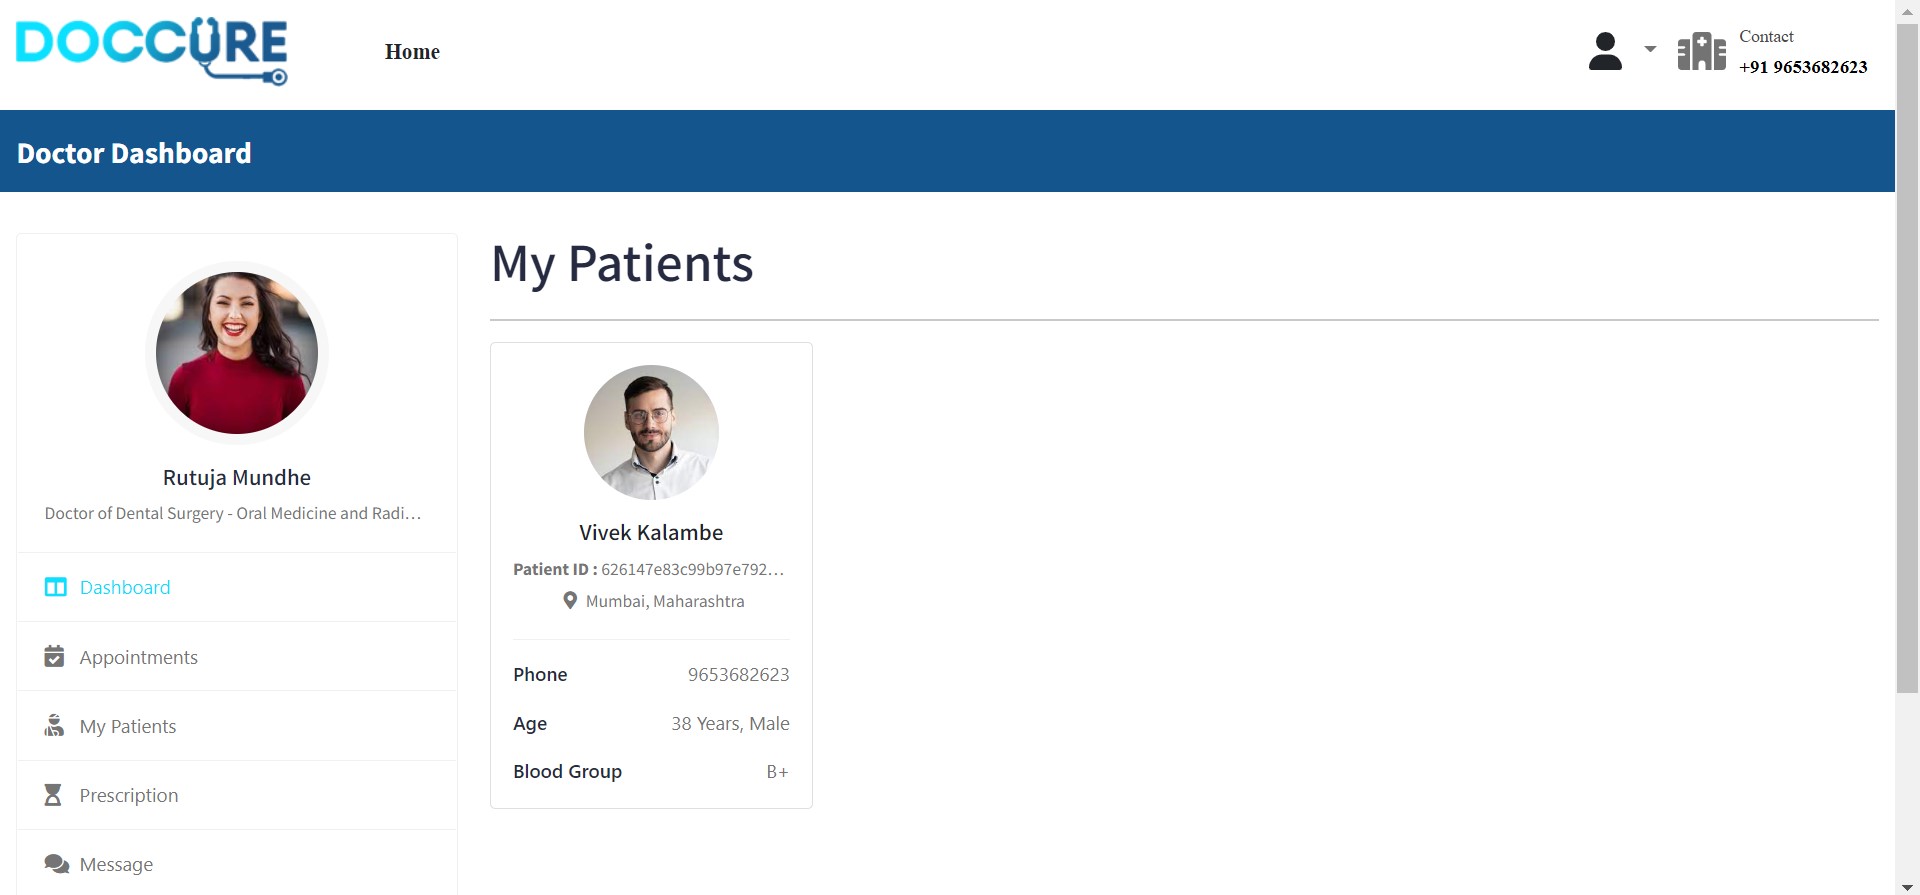 DOCCURE
Home
Contact
+91 9653682623
Doctor Dashboard
Rutuja Mundhe
Doctor of Dental Surgery - Oral Medicine and Radi...
Dashboard
Appointments
My Patients
Prescription
Message
My Patients
Vivek Kalambe
Patient ID : 626147e83c99b97e792...
Mumbai, Maharashtra
Phone 9653682623
Age 38 Years, Male
Blood Group B+